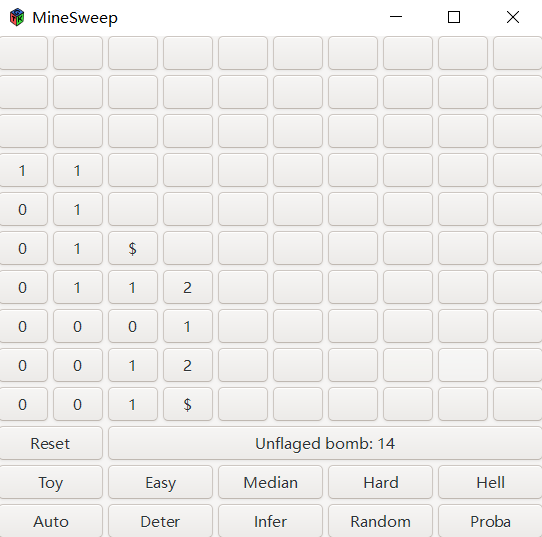 MineSweep
1 1
0 1
0 1 $
0 1 1 2
0 0 0 1
0 0 1 2
0 0 1 $
Reset Unflaged bomb: 14
Toy Easy Median Hard Hell
Auto Deter Infer Random Proba